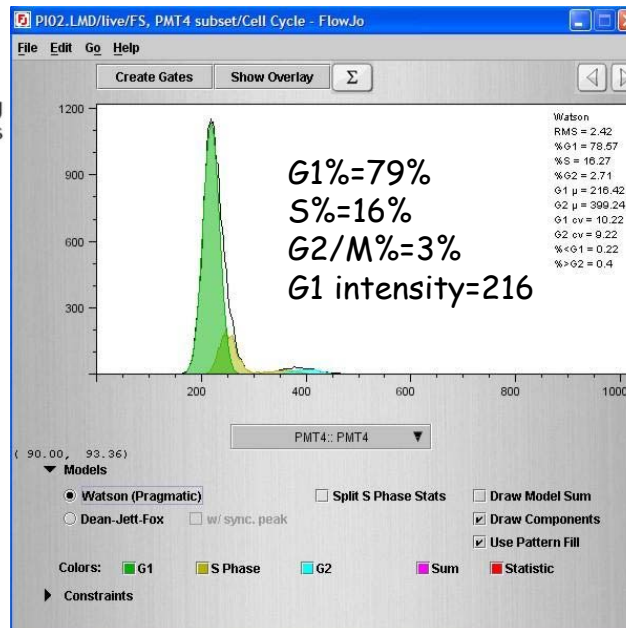 PI02.LMD/live/FS, PMT4 subset/Cell Cycle - FlowJo
File Edit Go Help
Create Gates Show Overlay Σ
1200
900
600
300
200 400 600 800 1000
G1%=79%
S%=16%
G2/M%=3%
G1 intensity=216
Watson
RMS = 2.42
%G1 = 78.57
%S = 16.27
%G2 = 2.71
G1 μ = 216.42
G2 μ = 399.24
G1 cv = 10.22
G2 cv = 9.22
%<G1 = 0.22
%>G2 = 0.4
PMT4:: PMT4
( 90.00, 93.36)
Models
Watson (Pragmatic) Split S Phase Stats Draw Model Sum
Dean-Jett-Fox w/ sync. peak Draw Components
Use Pattern Fill
Colors: G1 S Phase G2 Sum Statistic
Constraints